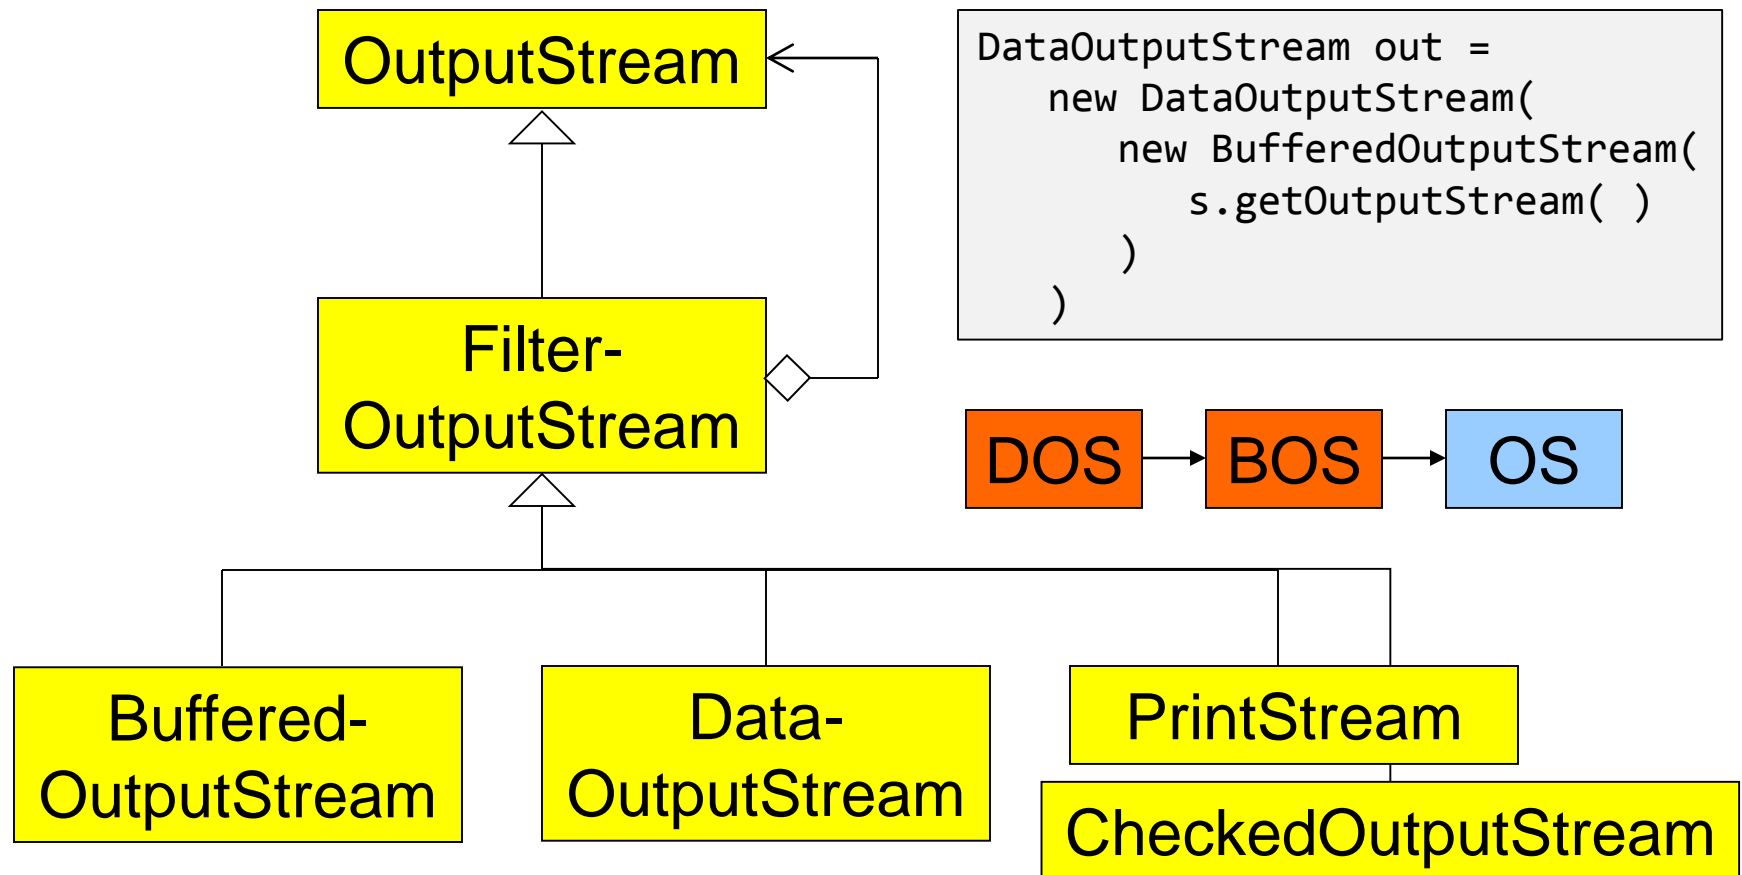 OutputStream
DataOutputStream out =
new DataOutputStream(
new BufferedOutputStream(
s.getOutputStream( )
)
)
Filter-
OutputStream
DOS
BOS
OS
Buffered-
OutputStream
Data-
OutputStream
PrintStream
CheckedOutputStream